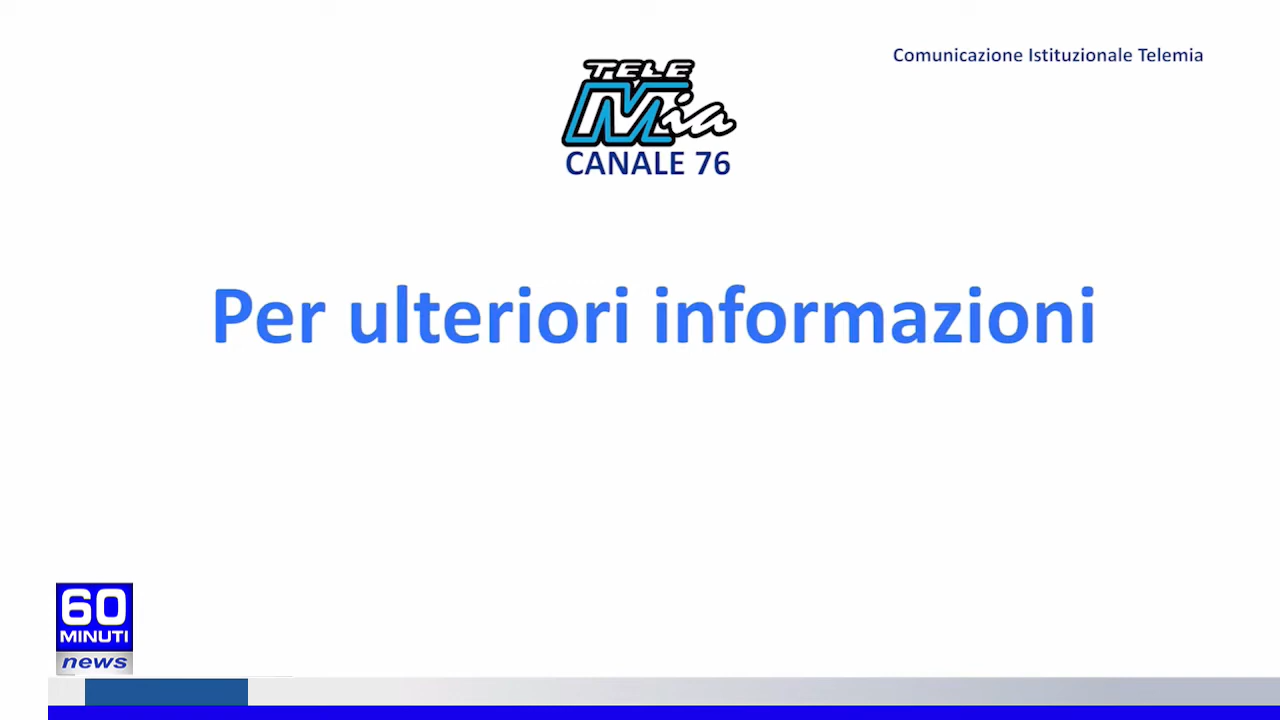 Comunicazione Istituzionale Telemia
TELE
Mia
CANALE 76
Per ulteriori informazioni
60
MINUTI
news